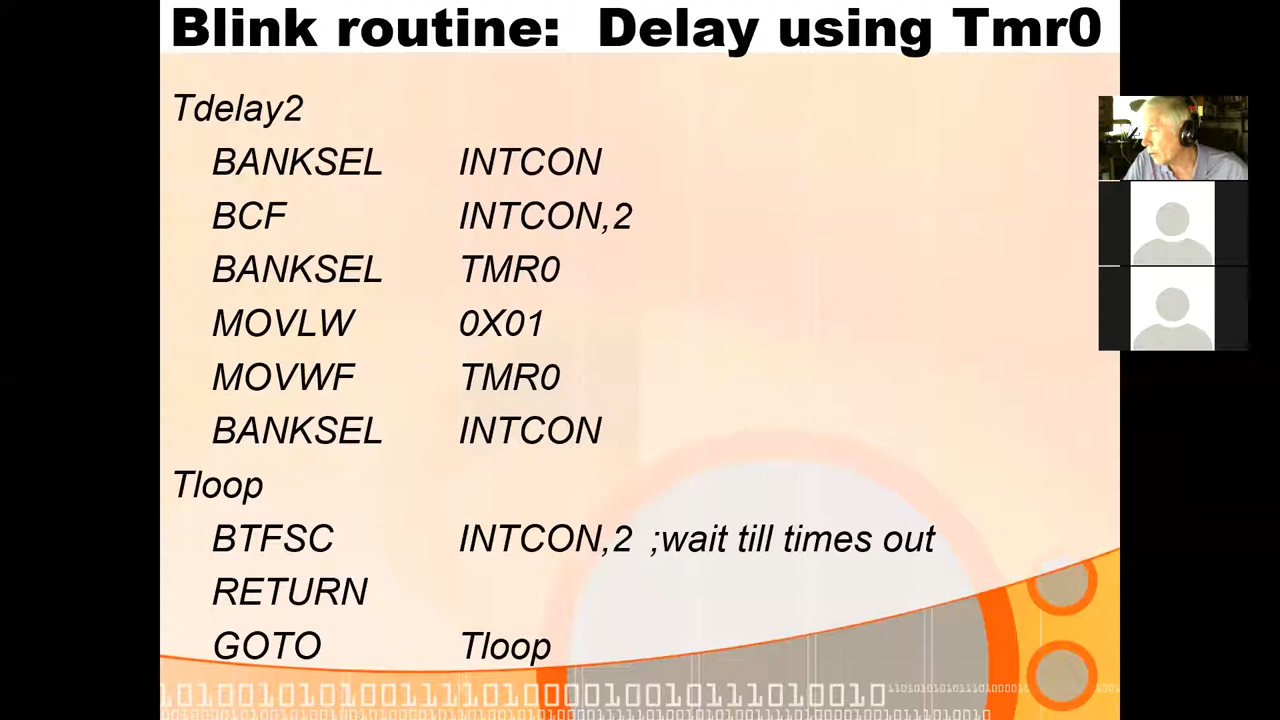 Blink routine: Delay using Tmr0
Tdelay2
BANKSEL INTCON
BCF INTCON,2
BANKSEL TMR0
MOVLW 0X01
MOVWF TMR0
BANKSEL INTCON
Tloop
BTFSC INTCON,2 ;wait till times out
RETURN
GOTO Tloop